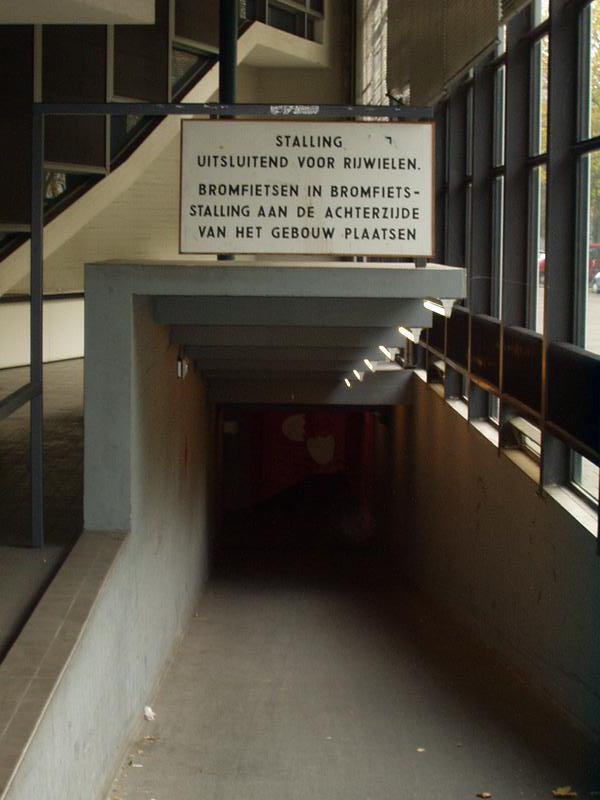 STALLING
UITSLUITEND VOOR RIJWIELEN.
BROMFIETSEN IN BROMFIETS-
STALLING AAN DE ACHTERZIJDE
VAN HET GEBOUW PLAATSEN